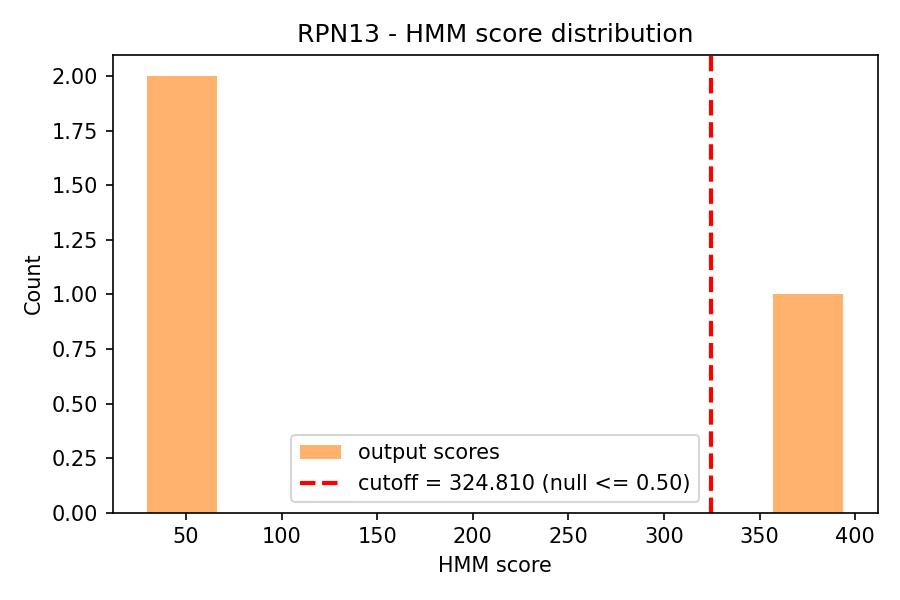 RPN13 - HMM score distribution
2.00
1.75
1.50
1.25
1.00
0.75
0.50
0.25
0.00
Count
output scores
cutoff = 324.810 (null <= 0.50)
50 100 150 200 250 300 350 400
HMM score